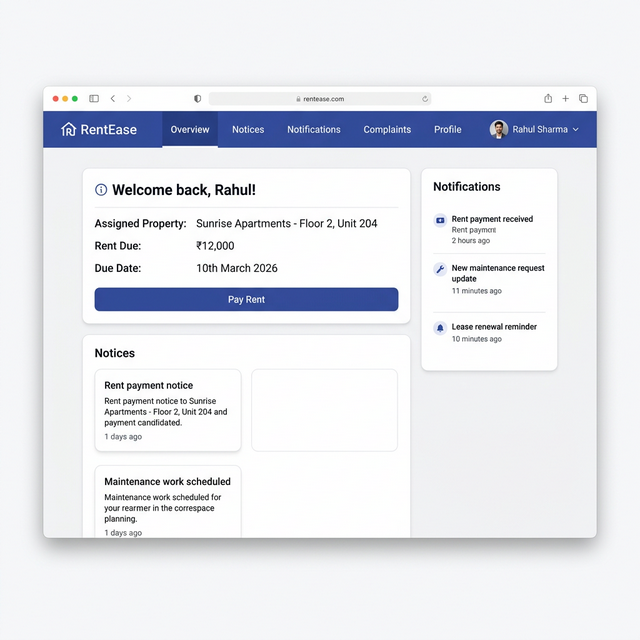 rentease.com
RentEase
Overview
Notices
Notifications
Complaints
Profile
Rahul Sharma
Welcome back, Rahul!
Assigned Property: Sunrise Apartments - Floor 2, Unit 204
Rent Due: ₹12,000
Due Date: 10th March 2026
Pay Rent
Notices
Rent payment notice
Rent payment notice to Sunrise
Apartments - Floor 2, Unit 204 and
payment candidated.
1 days ago
Maintenance work scheduled
Maintenance work scheduled for
your rearmer in the correspace
planning.
1 days ago
Notifications
Rent payment received
Rent payment
2 hours ago
New maintenance request
update
11 minutes ago
Lease renewal reminder
10 minutes ago